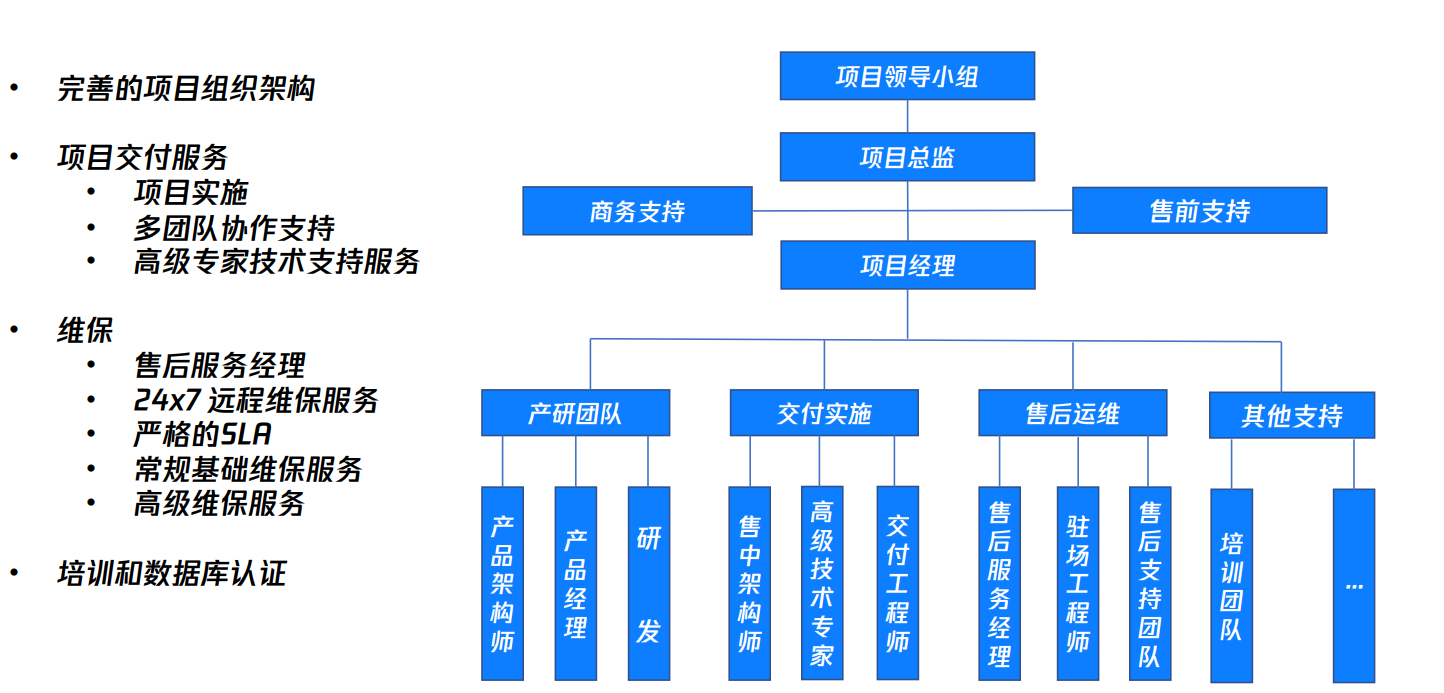 完善的项目组织架构
项目交付服务
项目实施
多团队协作支持
高级专家技术支持服务
维保
售后服务经理
24x7 远程维保服务
严格的SLA
常规基础维保服务
高级维保服务
培训和数据库认证
项目领导小组
项目总监
商务支持
售前支持
项目经理
产研团队
交付实施
售后运维
其他支持
产品架构师
产品经理
研发
售中架构师
高级技术专家
交付工程师
售后服务经理
驻场工程师
售后支持团队
培训团队
...